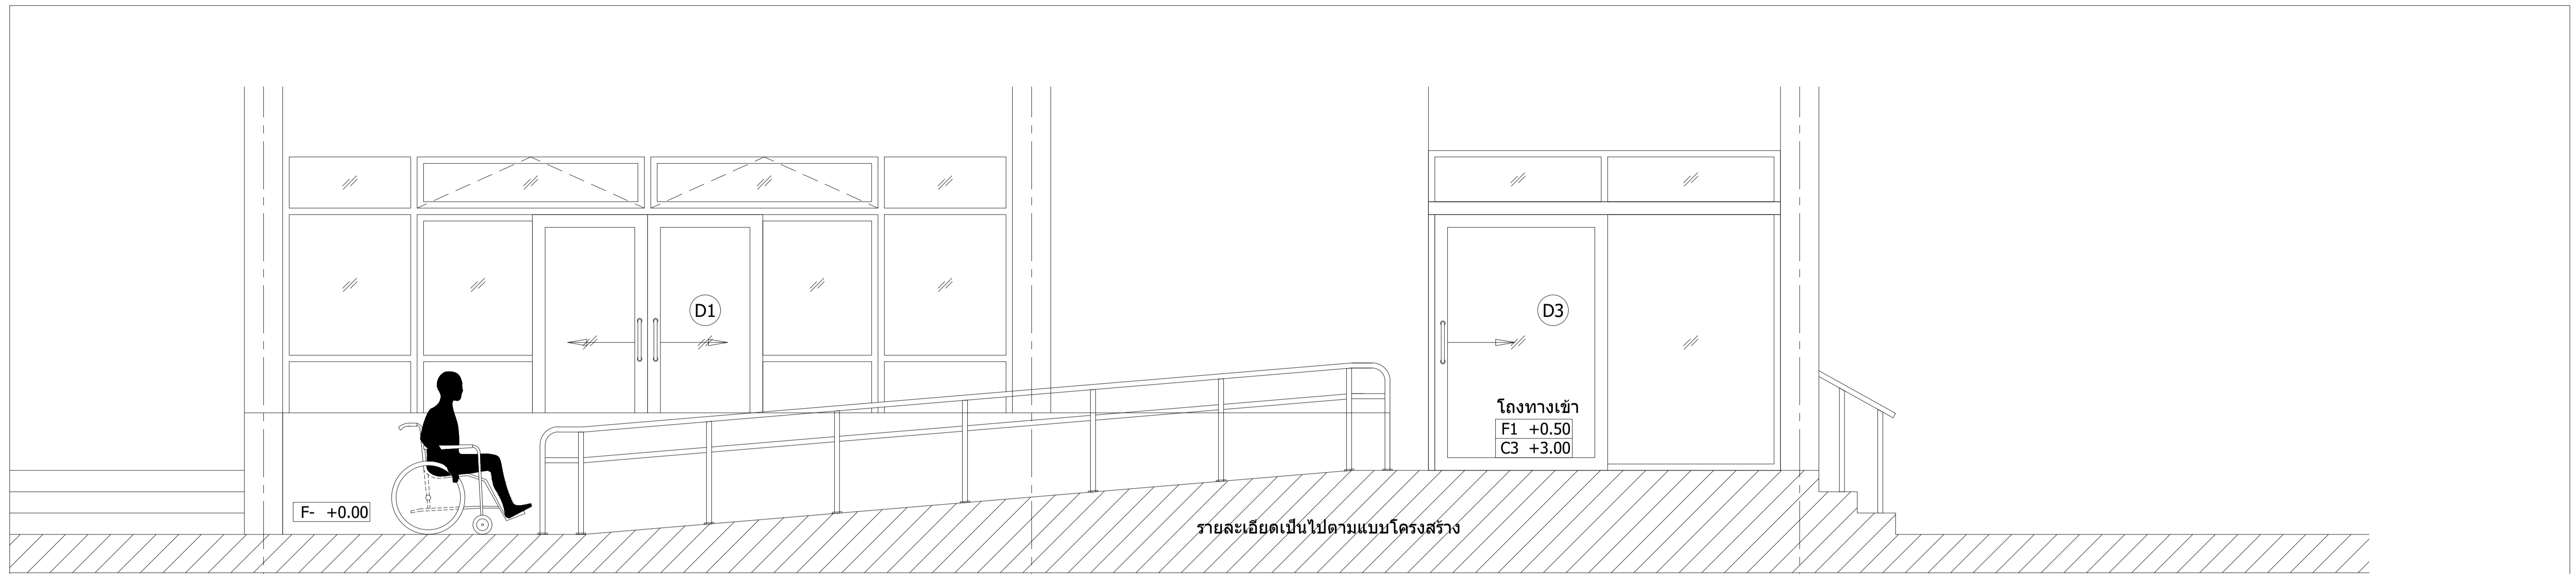 D1
D3
โถงทางเข้า
F1 +0.50
C3 +3.00
F- +0.00
รายละเอียดเป็นไปตามแบบโครงสร้าง